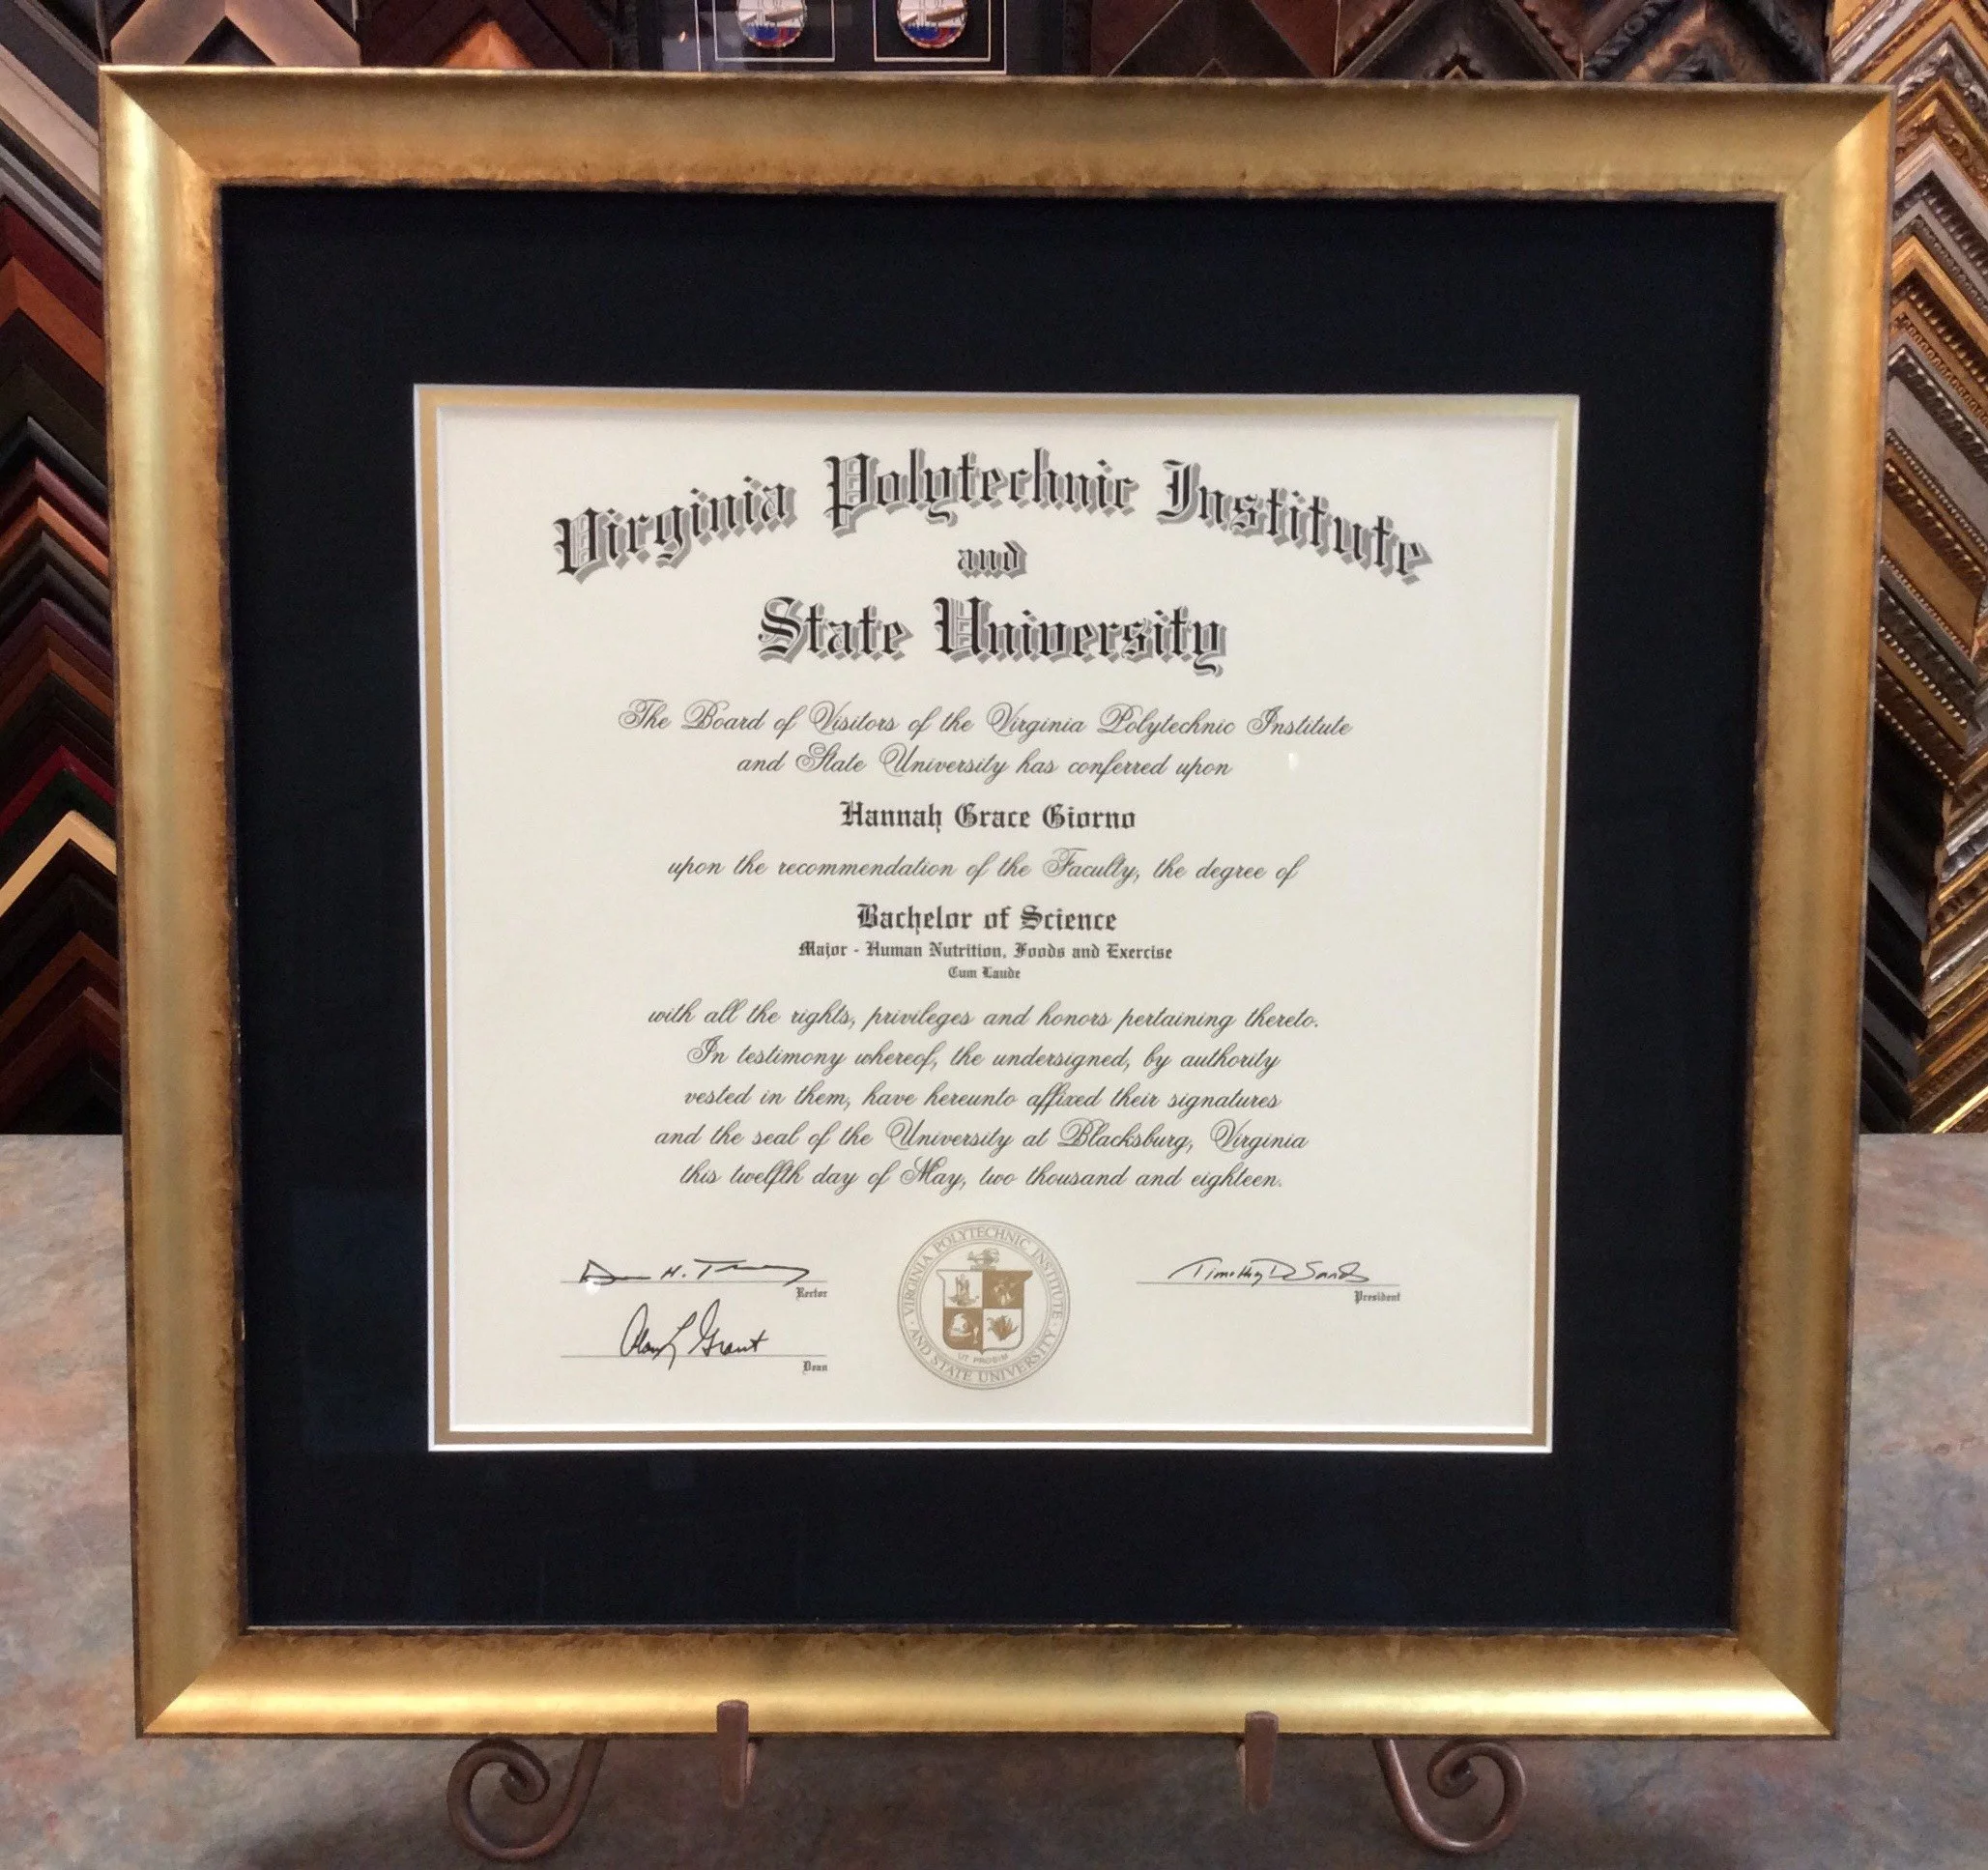 Virginia Polytechnic Institute
and
State University
The Board of Visitors of the Virginia Polytechnic Institute
and State University has conferred upon
Hannah Grace Giorno
upon the recommendation of the Faculty, the degree of
Bachelor of Science
Major - Human Nutrition, Foods and Exercise
Cum Laude
with all the rights, privileges and honors pertaining thereto.
In testimony whereof, the undersigned, by authority
vested in them, have hereunto affixed their signatures
and the seal of the University at Blacksburg, Virginia
this twelfth day of May, two thousand and eighteen.
Rector
Grant
Dean
VIRGINIA POLYTECHNIC INSTITUTE
AND STATE UNIVERSITY
UT PROSIM
Timothy D Sands
President